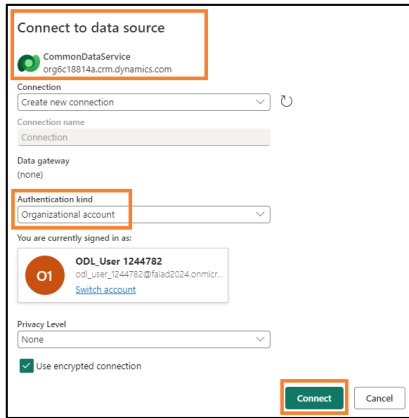 Connect to data source
CommonDataService
org6c18814a.crm.dynamics.com
Connection
Create new connection
Connection name
Connection
Data gateway
(none)
Authentication kind
Organizational account
You are currently signed in as:
O1
ODL_User 1244782
odl_user_1244782@faiad2024.onmicr...
Switch account
Privacy Level
None
Use encrypted connection
Connect
Cancel